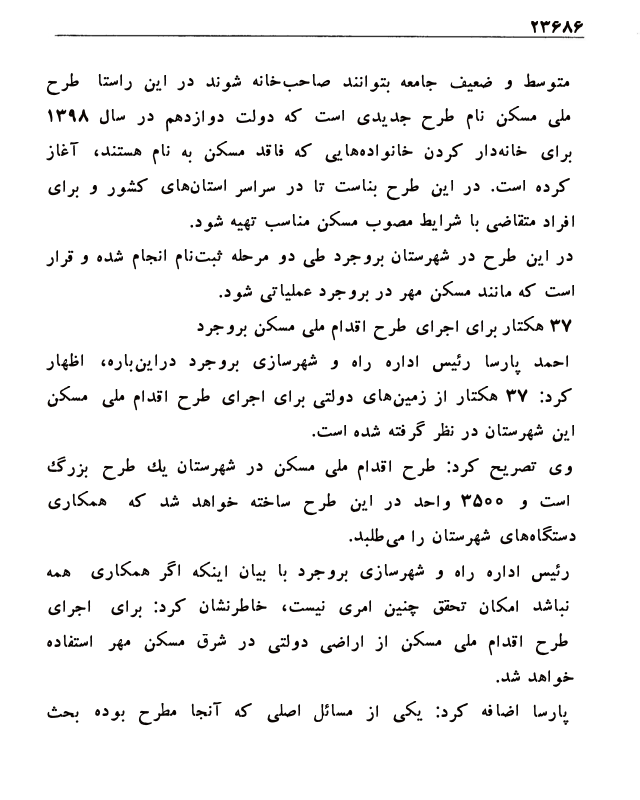 ۲۳۶۸۶
متوسط و ضعیف جامعه بتوانند صاحب‌خانه شوند در این راستا طرح
ملی مسکن نام طرح جدیدی است که دولت دوازدهم در سال ۱۳۹۸
برای خانه‌دار کردن خانواده‌هایی که فاقد مسکن به نام هستند، آغاز
کرده است. در این طرح بناست تا در سراسر استان‌های کشور و برای
افراد متقاضی با شرایط مصوب مسکن مناسب تهیه شود.
در این طرح در شهرستان بروجرد طی دو مرحله ثبت‌نام انجام شده و قرار
است که مانند مسکن مهر در بروجرد عملیاتی شود.
۳۷ هکتار برای اجرای طرح اقدام ملی مسکن بروجرد
احمد پارسا رئیس اداره راه و شهرسازی بروجرد دراین‌باره، اظهار
کرد: ۳۷ هکتار از زمین‌های دولتی برای اجرای طرح اقدام ملی مسکن
این شهرستان در نظر گرفته شده است.
وی تصریح کرد: طرح اقدام ملی مسکن در شهرستان یك طرح بزرگ
است و ۳۵۰۰ واحد در این طرح ساخته خواهد شد که همکاری
دستگاه‌های شهرستان را می‌طلبد.
رئیس اداره راه و شهرسازی بروجرد با بیان اینکه اگر همکاری همه
نباشد امکان تحقق چنین امری نیست، خاطرنشان کرد: برای اجرای
طرح اقدام ملی مسکن از اراضی دولتی در شرق مسکن مهر استفاده
خواهد شد.
پارسا اضافه کرد: یکی از مسائل اصلی که آنجا مطرح بوده بحث